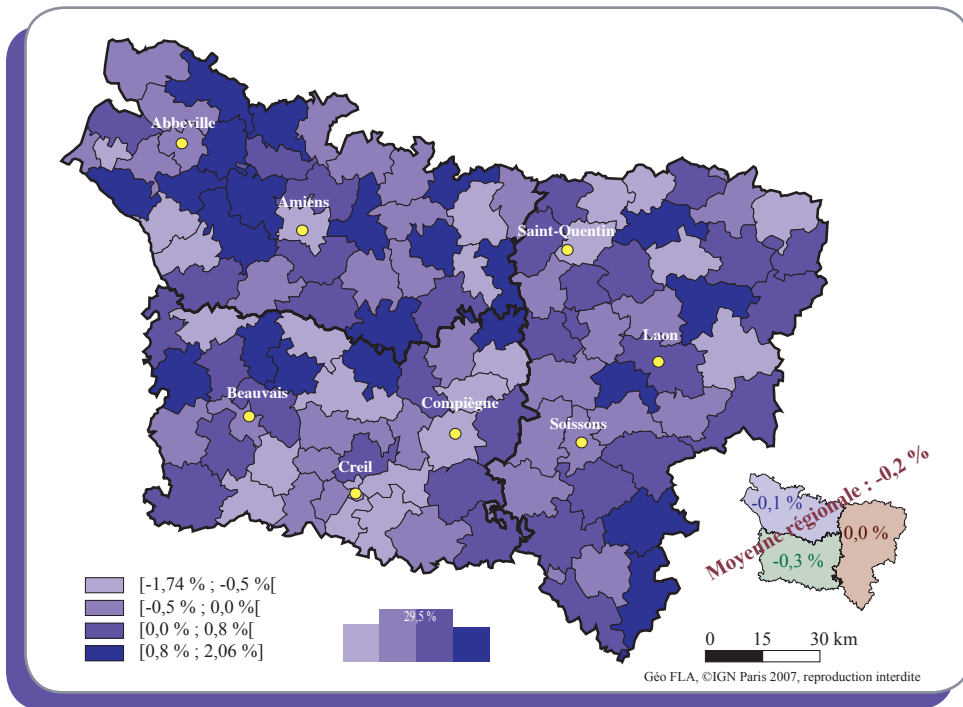 Abbeville
Amiens
Saint-Quentin
Laon
Beauvais
Compiègne
Soissons
Creil
Moyenne régionale : -0,2 %
-0,1 %
0,0 %
-0,3 %
[-1,74 % ; -0,5 %[
[-0,5 % ; 0,0 %[
[0,0 % ; 0,8 %[
[0,8 % ; 2,06 %]
29,5 %
0 15 30 km
Géo FLA, ©IGN Paris 2007, reproduction interdite